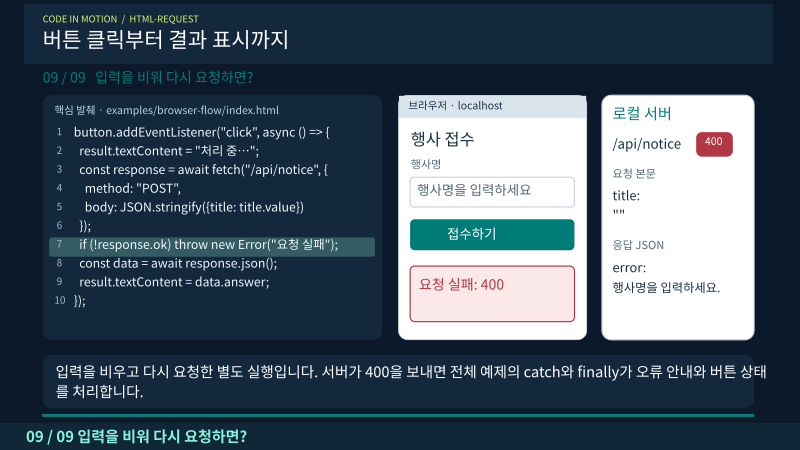 CODE IN MOTION / HTML-REQUEST
버튼 클릭부터 결과 표시까지
09 / 09 입력을 비워 다시 요청하면?
핵심 발췌 · examples/browser-flow/index.html
1 button.addEventListener("click", async () => {
2 result.textContent = "처리 중…";
3 const response = await fetch("/api/notice", {
4 method: "POST",
5 body: JSON.stringify({title: title.value})
6 });
7 if (!response.ok) throw new Error("요청 실패");
8 const data = await response.json();
9 result.textContent = data.answer;
10 });
브라우저 · localhost
행사 접수
행사명
행사명을 입력하세요
접수하기
요청 실패: 400
로컬 서버
/api/notice 400
요청 본문
title:
""
응답 JSON
error:
행사명을 입력하세요.
입력을 비우고 다시 요청한 별도 실행입니다. 서버가 400을 보내면 전체 예제의 catch와 finally가 오류 안내와 버튼 상태
를 처리합니다.
09 / 09 입력을 비워 다시 요청하면?